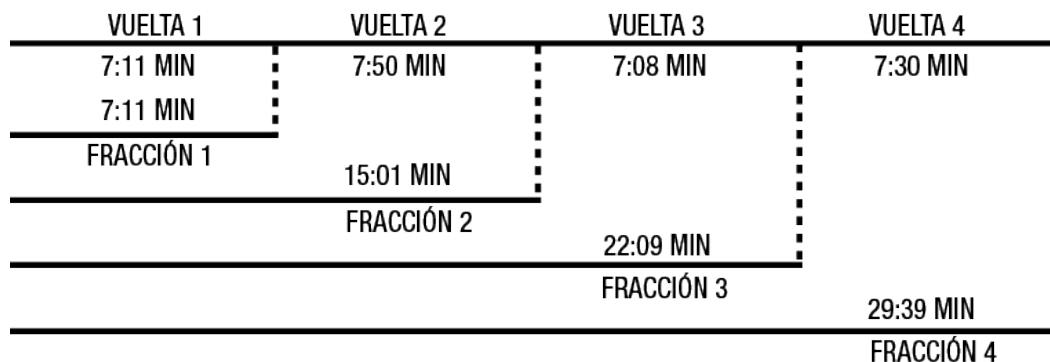 VUELTA 1 VUELTA 2 VUELTA 3 VUELTA 4
7:11 MIN 7:50 MIN 7:08 MIN 7:30 MIN
7:11 MIN
FRACCIÓN 1
15:01 MIN
FRACCIÓN 2
22:09 MIN
FRACCIÓN 3
29:39 MIN
FRACCIÓN 4